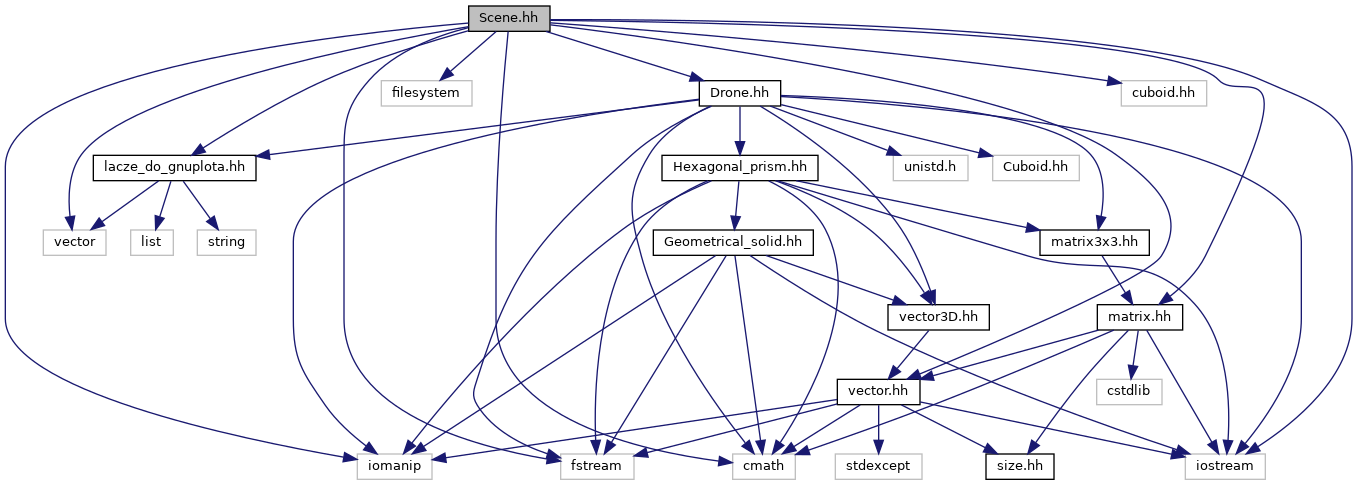 Scene.hh
filesystem
Drone.hh
cuboid.hh
lacze_do_gnuplota.hh
Hexagonal_prism.hh
unistd.h
Cuboid.hh
vector
list
string
Geometrical_solid.hh
matrix3x3.hh
vector3D.hh
matrix.hh
vector.hh
cstdlib
iomanip
fstream
cmath
stdexcept
size.hh
iostream